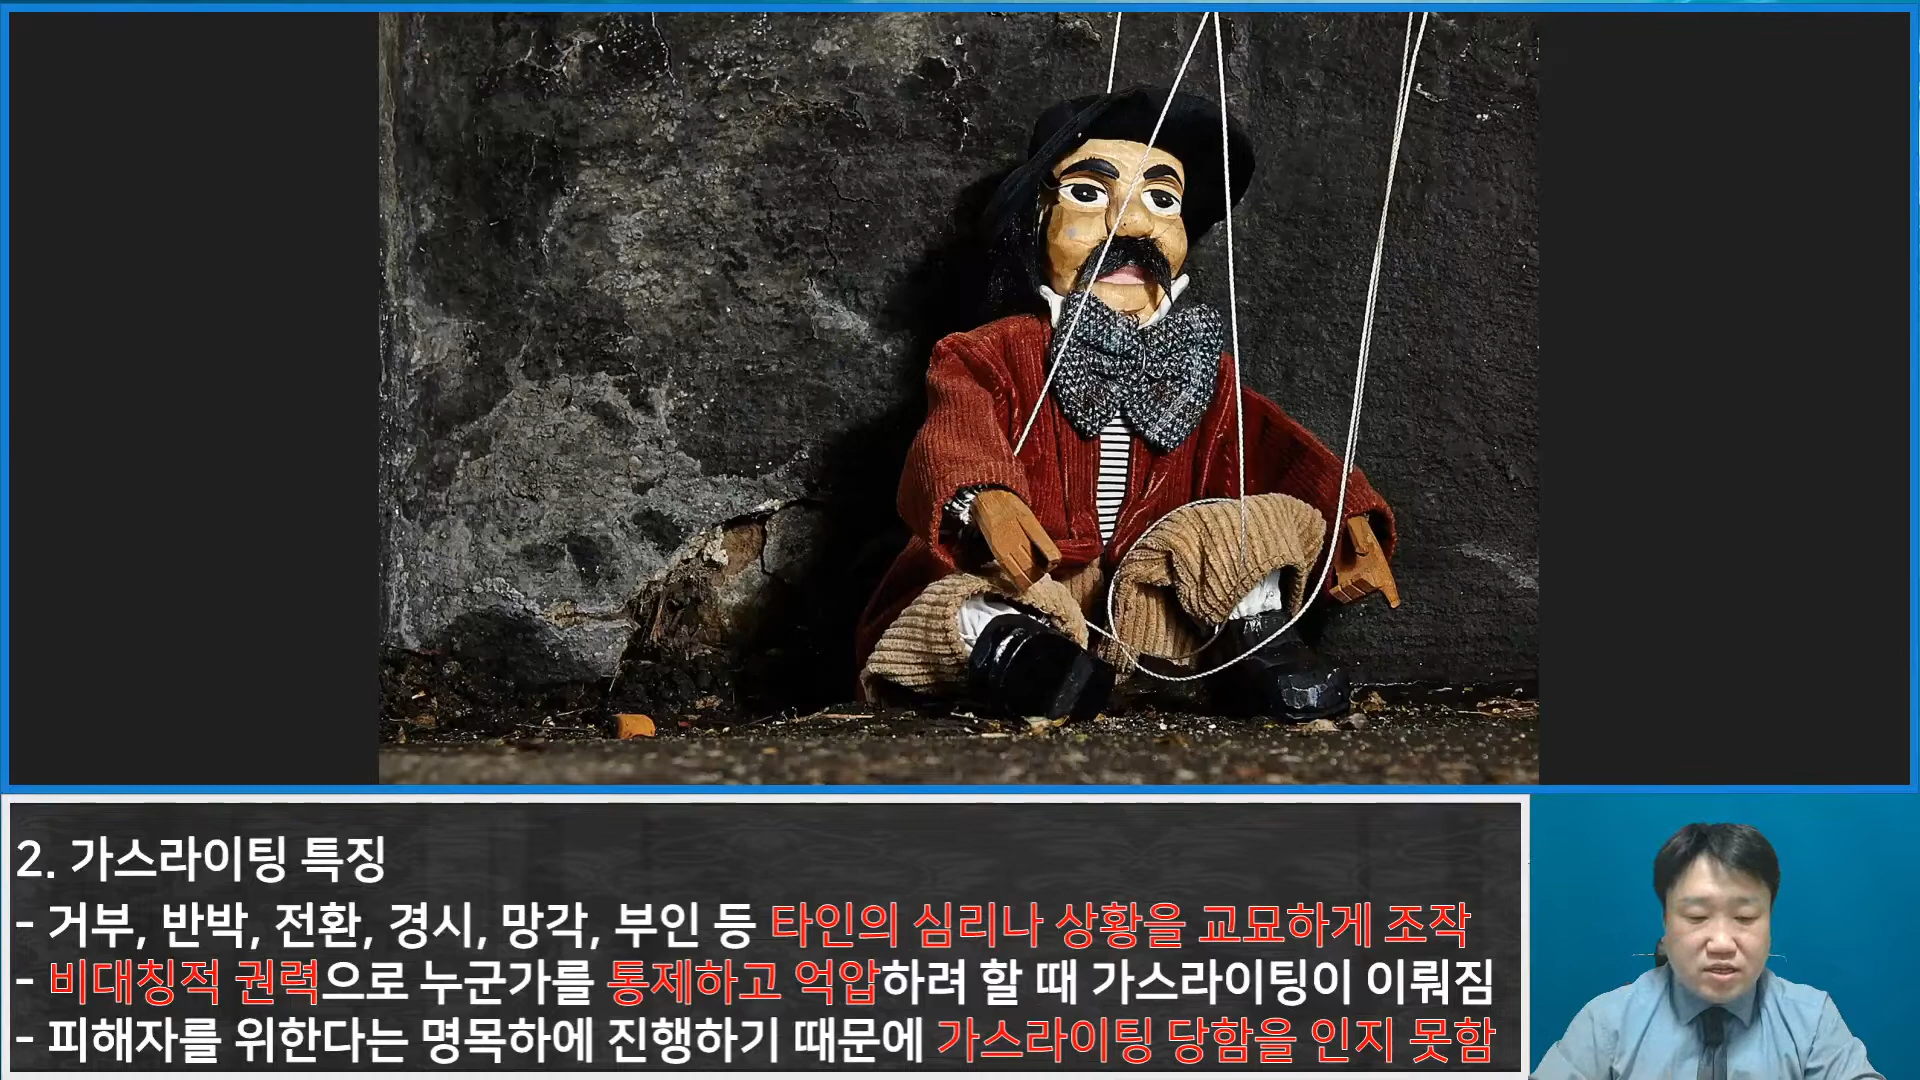 2. 가스라이팅 특징
- 거부, 반박, 전환, 경시, 망각, 부인 등 타인의 심리나 상황을 교묘하게 조작
- 비대칭적 권력으로 누군가를 통제하고 억압하려 할 때 가스라이팅이 이뤄짐
- 피해자를 위한다는 명목하에 진행하기 때문에 가스라이팅 당함을 인지 못함